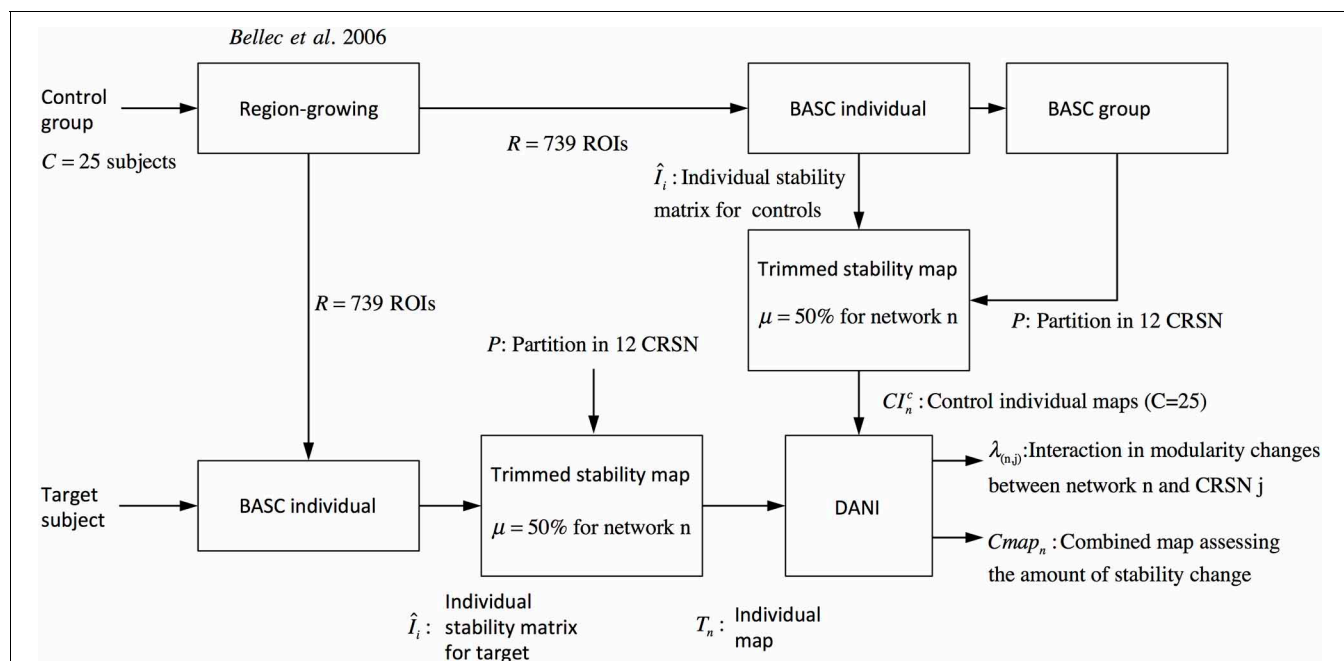 Bellec et al. 2006
Control
group
C = 25 subjects
Region-growing
R = 739 ROIs
BASC individual
BASC group
Î_i : Individual stability
matrix for controls
Trimmed stability map
μ = 50% for network n
P: Partition in 12 CRSN
R = 739 ROIs
P: Partition in 12 CRSN
CI_n^c : Control individual maps (C=25)
Target
subject
BASC individual
Trimmed stability map
μ = 50% for network n
DANI
λ_(n,j) :Interaction in modularity changes
between network n and CRSN j
Cmap_n : Combined map assessing
the amount of stability change
Î_i : Individual
stability matrix
for target
T_n : Individual
map